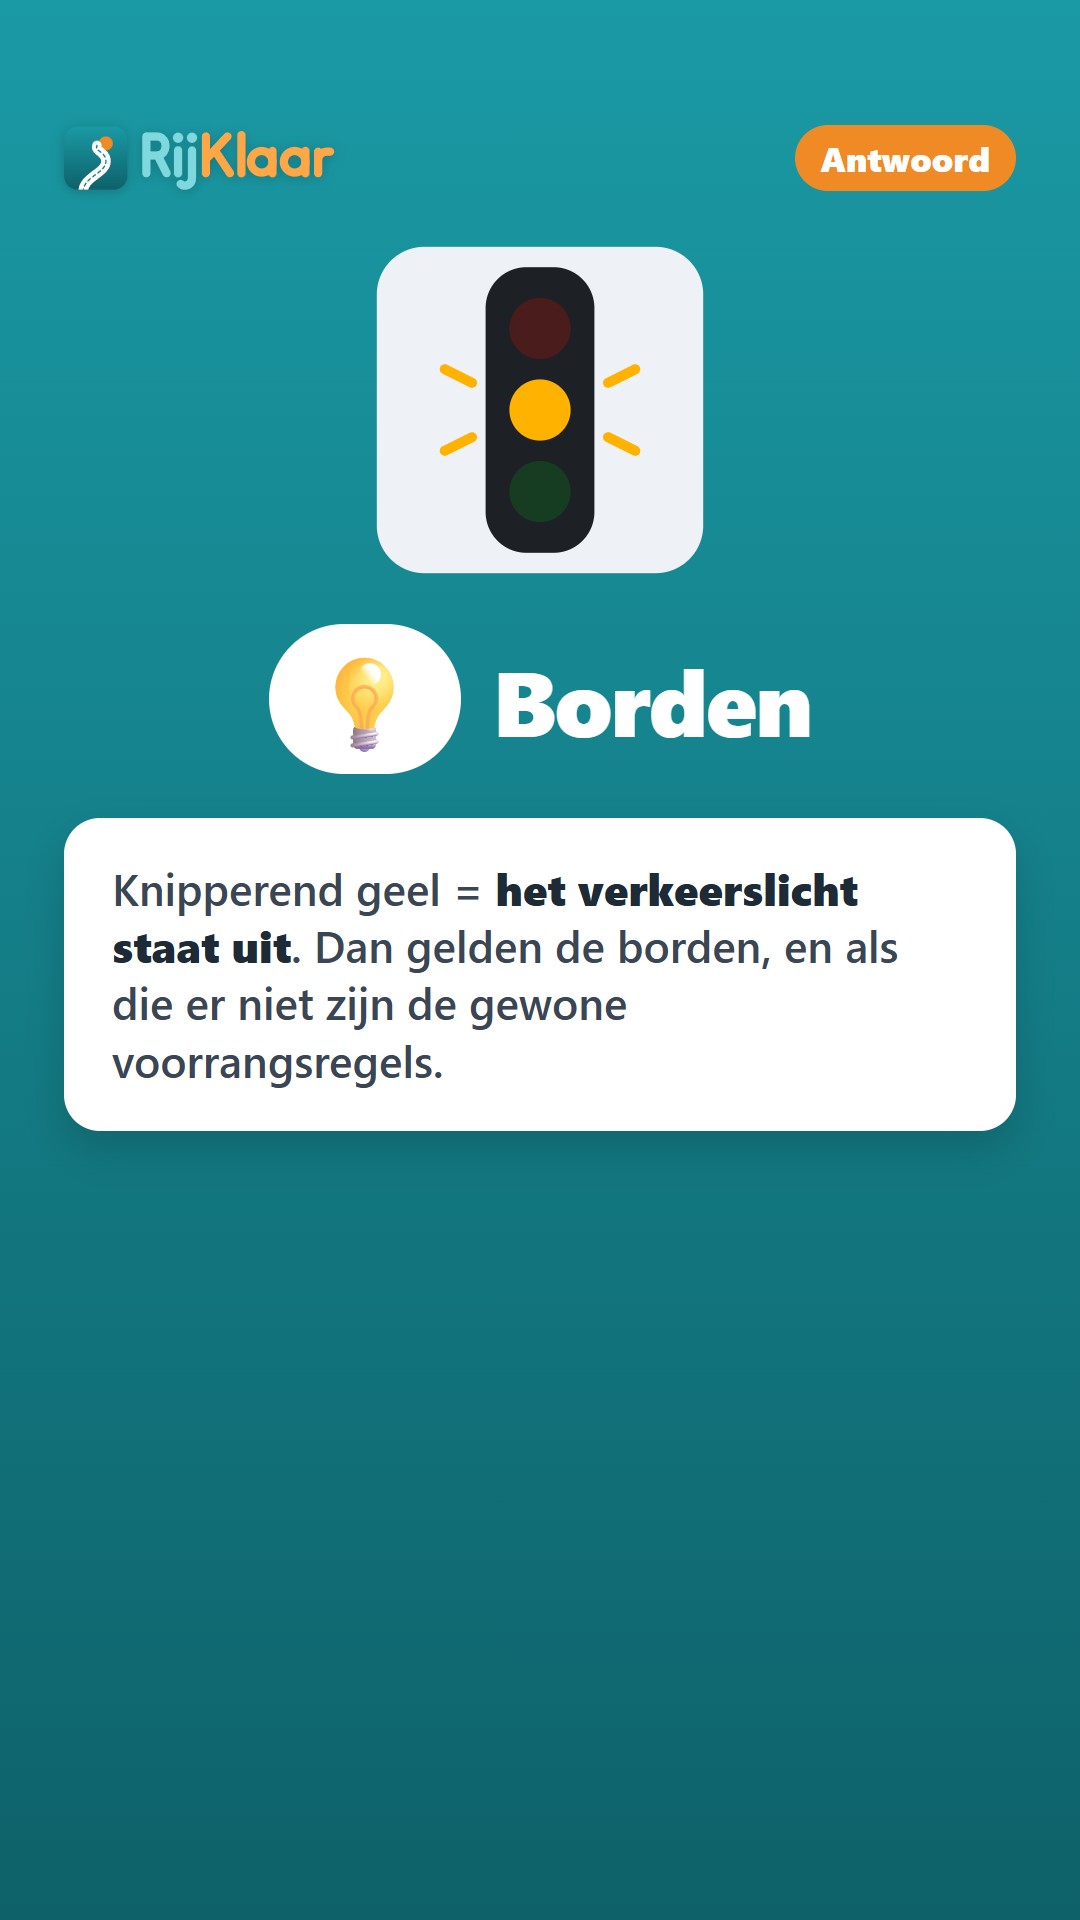 RijKlaar
Antwoord
Borden
Knipperend geel = het verkeerslicht
staat uit. Dan gelden de borden, en als
die er niet zijn de gewone
voorrangsregels.